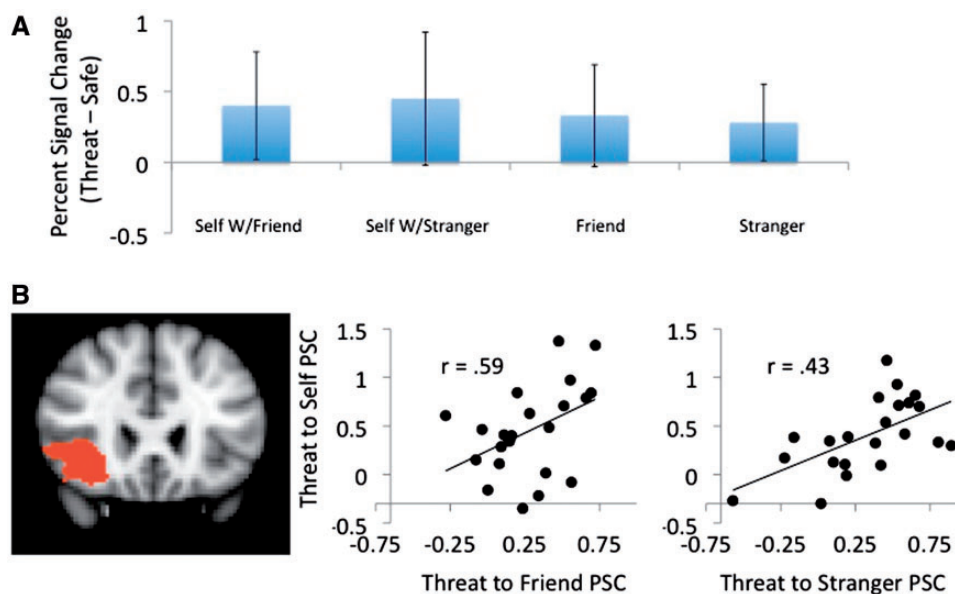 A
Percent Signal Change
(Threat – Safe)
1
0.5
0
-0.5
Self W/Friend
Self W/Stranger
Friend
Stranger
B
Threat to Self PSC
1.5
1
0.5
0
-0.5
r = .59
-0.75
-0.25
0.25
0.75
Threat to Friend PSC
1.5
1
0.5
0
-0.5
r = .43
-0.75
-0.25
0.25
0.75
Threat to Stranger PSC